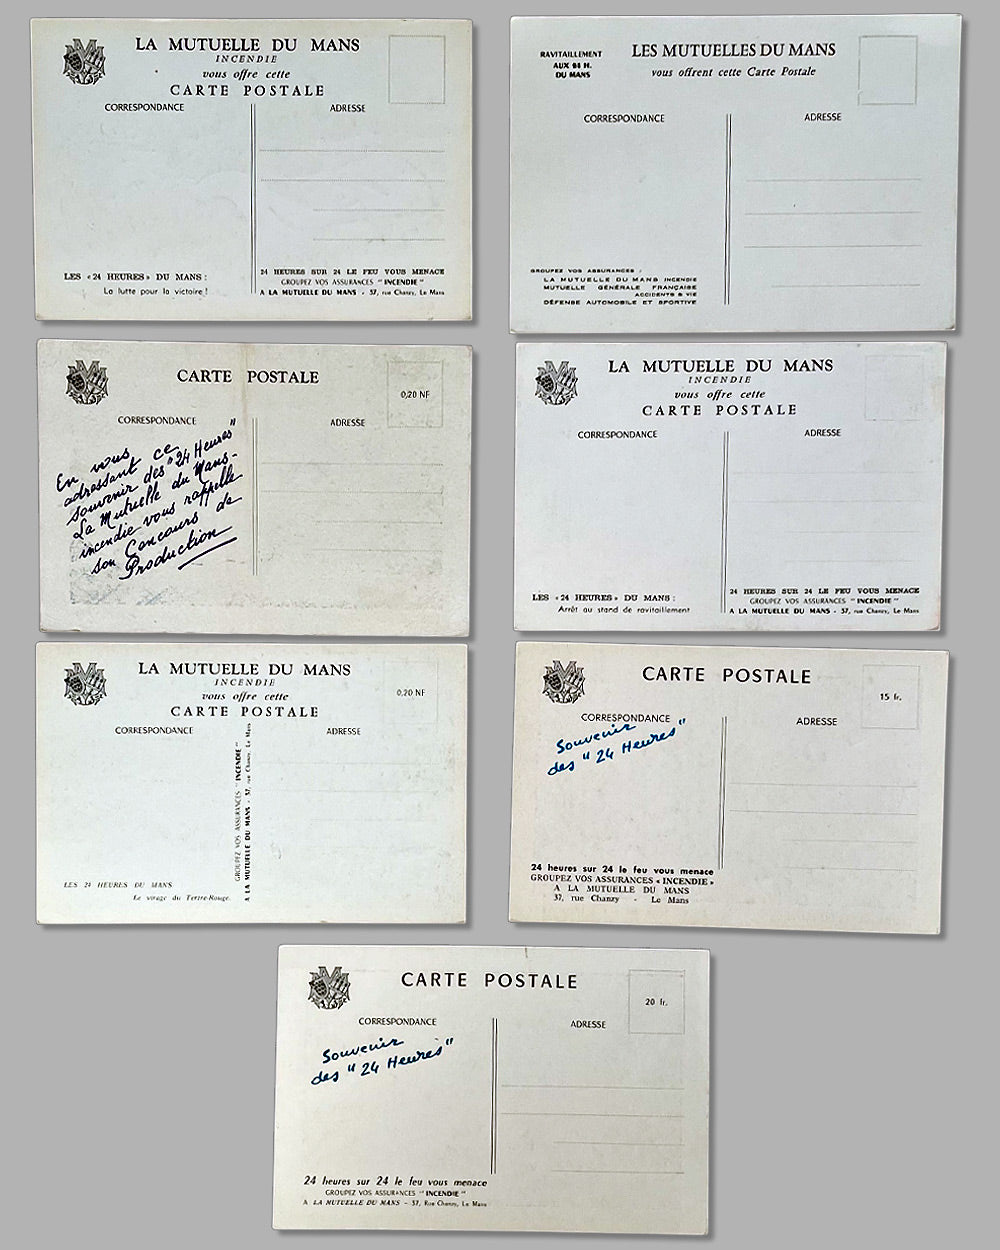 LA MUTUELLE DU MANS
INCENDIE
vous offre cette
CARTE POSTALE
CORRESPONDANCE
ADRESSE
LES «24 HEURES» DU MANS :
La lutte pour la victoire !
24 HEURES SUR 24 LE FEU VOUS MENACE
GROUPEZ VOS ASSURANCES "INCENDIE"
A LA MUTUELLE DU MANS - 37, rue Chanzy, Le Mans
RAVITAILLEMENT
AUX 24 H.
DU MANS
LES MUTUELLES DU MANS
vous offrent cette Carte Postale
CORRESPONDANCE
ADRESSE
GROUPEZ VOS ASSURANCES :
LA MUTUELLE DU MANS INCENDIE
MUTUELLE GÉNÉRALE FRANÇAISE
ACCIDENTS & VIE
DÉFENSE AUTOMOBILE ET SPORTIVE
CARTE POSTALE
0,20 NF
CORRESPONDANCE
ADRESSE
En vous
adressant ce
souvenir des "24 Heures"
La Mutuelle du Mans-
incendie vous rappelle
son Concours de
Production
LA MUTUELLE DU MANS
INCENDIE
vous offre cette
CARTE POSTALE
CORRESPONDANCE
ADRESSE
LES «24 HEURES» DU MANS :
Arrêt au stand de ravitaillement
24 HEURES SUR 24 LE FEU VOUS MENACE
GROUPEZ VOS ASSURANCES "INCENDIE"
A LA MUTUELLE DU MANS - 37, rue Chanzy, Le Mans
LA MUTUELLE DU MANS
INCENDIE
vous offre cette
CARTE POSTALE
0,20 NF
CORRESPONDANCE
ADRESSE
GROUPEZ VOS ASSURANCES "INCENDIE"
A LA MUTUELLE DU MANS - 37, rue Chanzy, Le Mans
LES 24 HEURES DU MANS
Le virage du Tertre-Rouge.
CARTE POSTALE
15 fr.
CORRESPONDANCE
ADRESSE
Souvenir
des "24 Heures"
24 heures sur 24 le feu vous menace
GROUPEZ VOS ASSURANCES «INCENDIE»
A LA MUTUELLE DU MANS
37, rue Chanzy - Le Mans
CARTE POSTALE
20 fr.
CORRESPONDANCE
ADRESSE
Souvenir
des "24 Heures"
24 heures sur 24 le feu vous menace
GROUPEZ VOS ASSURANCES "INCENDIE"
A LA MUTUELLE DU MANS - 37, Rue Chanzy, Le Mans